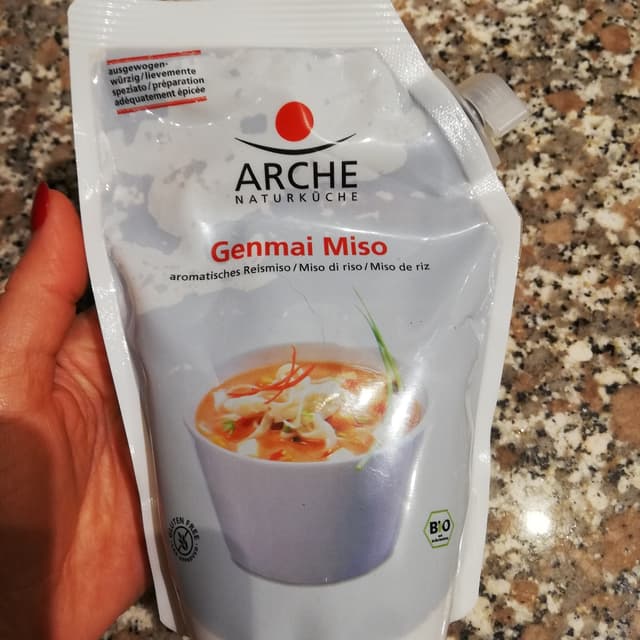 ausgewogen-
würzig/lievemente
speziato/préparation
adéquatement épicée
ARCHE
NATURKÜCHE
Genmai Miso
aromatisches Reismiso/Miso di riso/Miso de riz
GLUTEN FREE
BIO